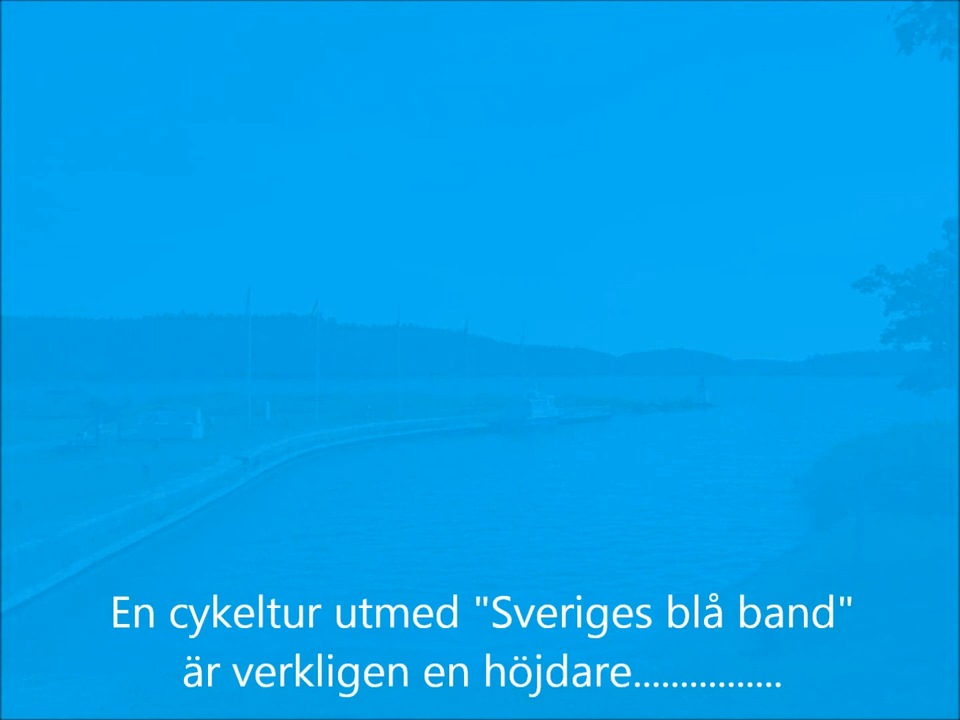 En cykeltur utmed "Sveriges blå band"
är verkligen en höjdare................